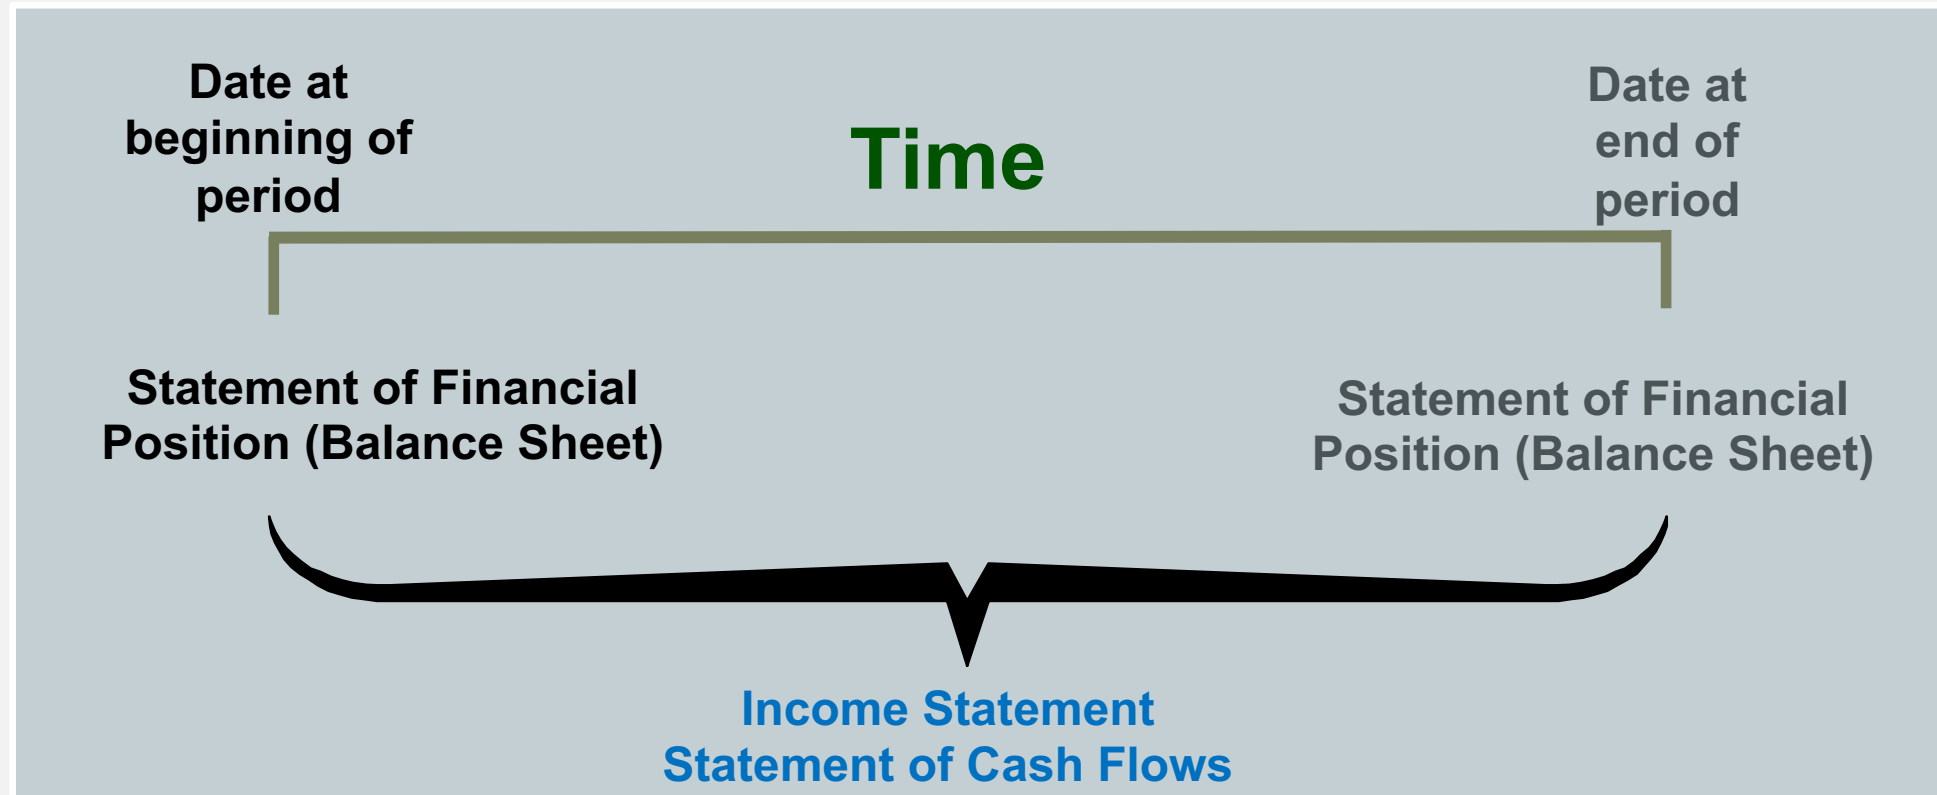 Date at
beginning of
period
Time
Date at
end of
period
Statement of Financial
Position (Balance Sheet)
Statement of Financial
Position (Balance Sheet)
Income Statement
Statement of Cash Flows